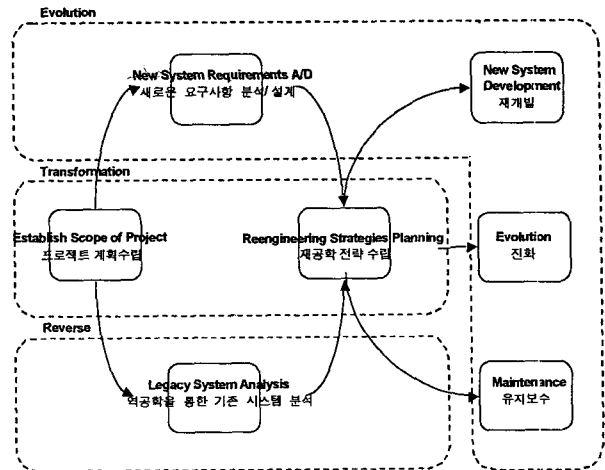 Evolution
New System Requirements A/D
새로운 요구사항 분석/ 설계
New System
Development
재개발
Transformation
Establish Scope of Project
프로젝트 계획수립
Reengineering Strategies Planning
재공학 전략 수립
Evolution
진화
Reverse
Legacy System Analysis
역공학을 통한 기존 시스템 분석
Maintenance
유지보수